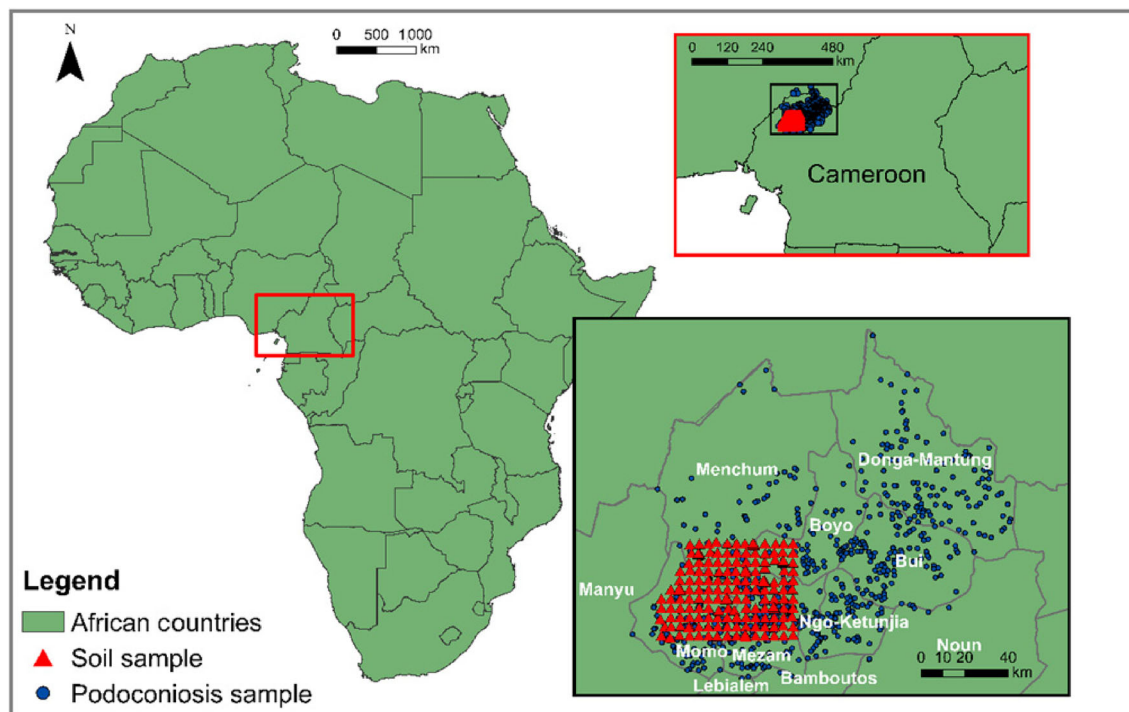 N
0 500 1000
km
0 120 240 480
km
Cameroon
Menchum
Donga-Mantung
Boyo
Bui
Manyu
Ngo-Ketunjia
Momo
Mezam
Noun
Lebialem
Bamboutos
0 10 20 40
km
Legend
African countries
Soil sample
Podoconiosis sample